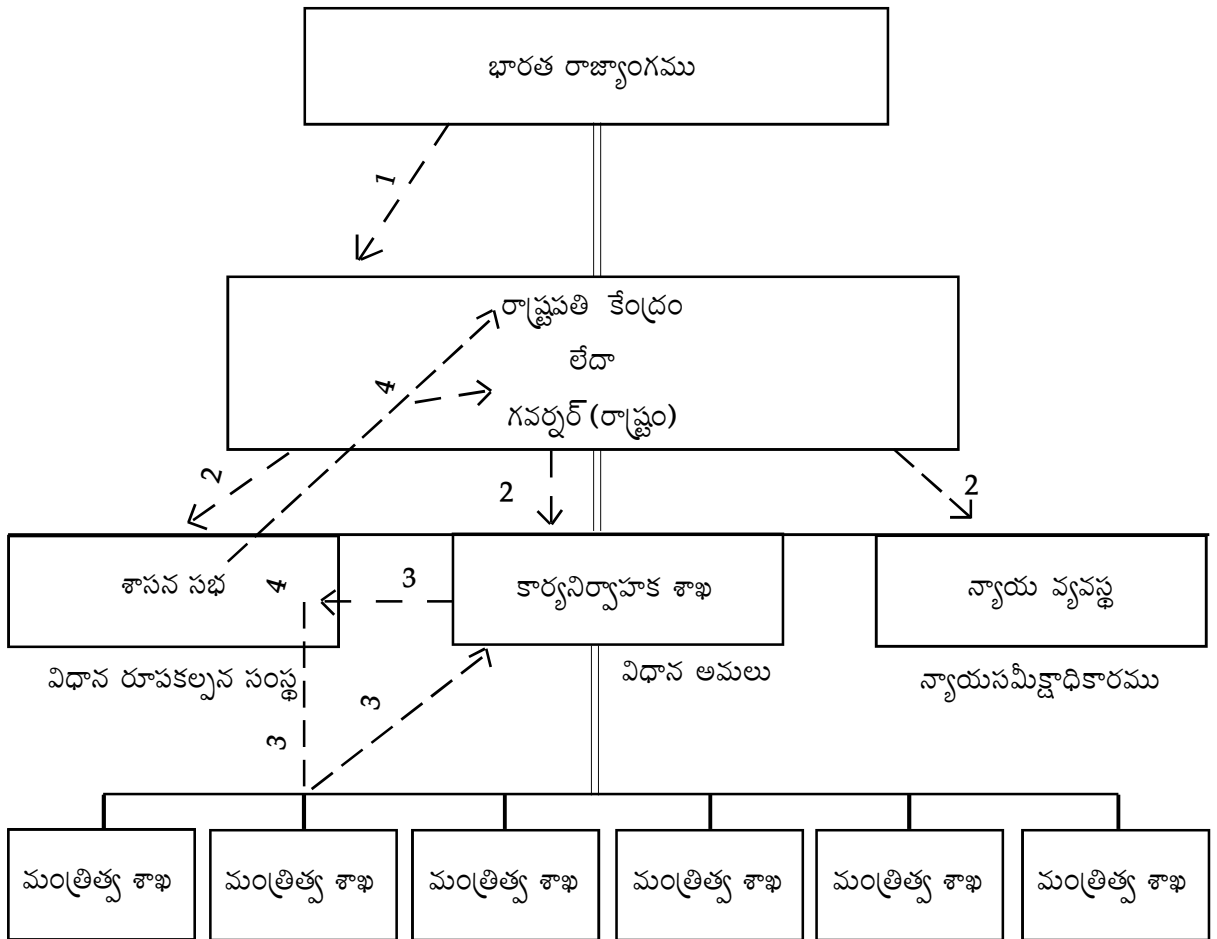 భారత రాజ్యాంగము
1
రాష్ట్రపతి కేంద్రం
లేదా
4
గవర్నర్ (రాష్ట్రం)
2
2
2
శాసన సభ
4
3
కార్యనిర్వాహక శాఖ
న్యాయ వ్యవస్థ
విధాన రూపకల్పన సంస్థ
విధాన అమలు
న్యాయసమీక్షాధికారము
3
3
మంత్రిత్వ శాఖ
మంత్రిత్వ శాఖ
మంత్రిత్వ శాఖ
మంత్రిత్వ శాఖ
మంత్రిత్వ శాఖ
మంత్రిత్వ శాఖ